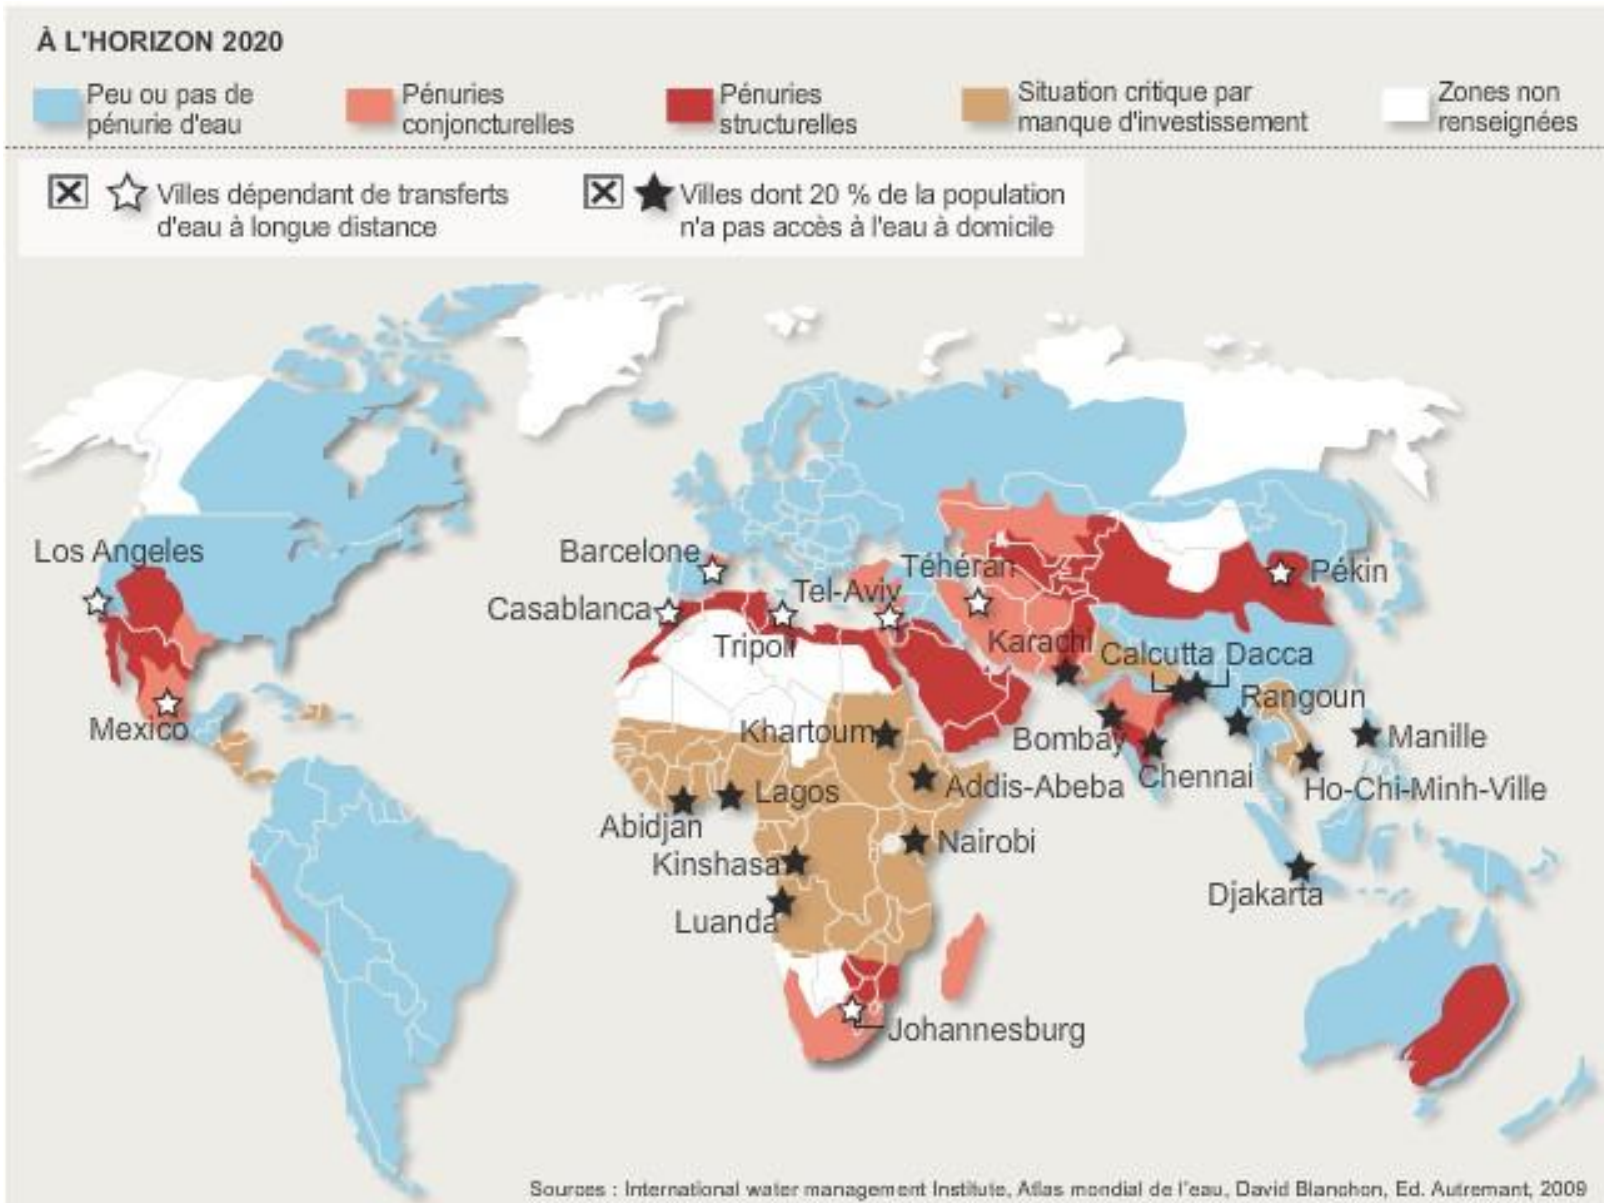 À L'HORIZON 2020
Peu ou pas de
pénurie d'eau
Pénuries
conjoncturelles
Pénuries
structurelles
Situation critique par
manque d'investissement
Zones non
renseignées
Villes dépendant de transferts
d'eau à longue distance
Villes dont 20 % de la population
n'a pas accès à l'eau à domicile
Los Angeles
Mexico
Barcelone
Casablanca
Tripoli
Tel-Aviv
Téhéran
Pékin
Karachi
Calcutta
Dacca
Rangoun
Bombay
Chennai
Manille
Ho-Chi-Minh-Ville
Djakarta
Khartoum
Addis-Abeba
Lagos
Abidjan
Nairobi
Kinshasa
Luanda
Johannesburg
Sources : International water management Institute, Atlas mondial de l'eau, David Blanchon, Ed. Autremant, 2009